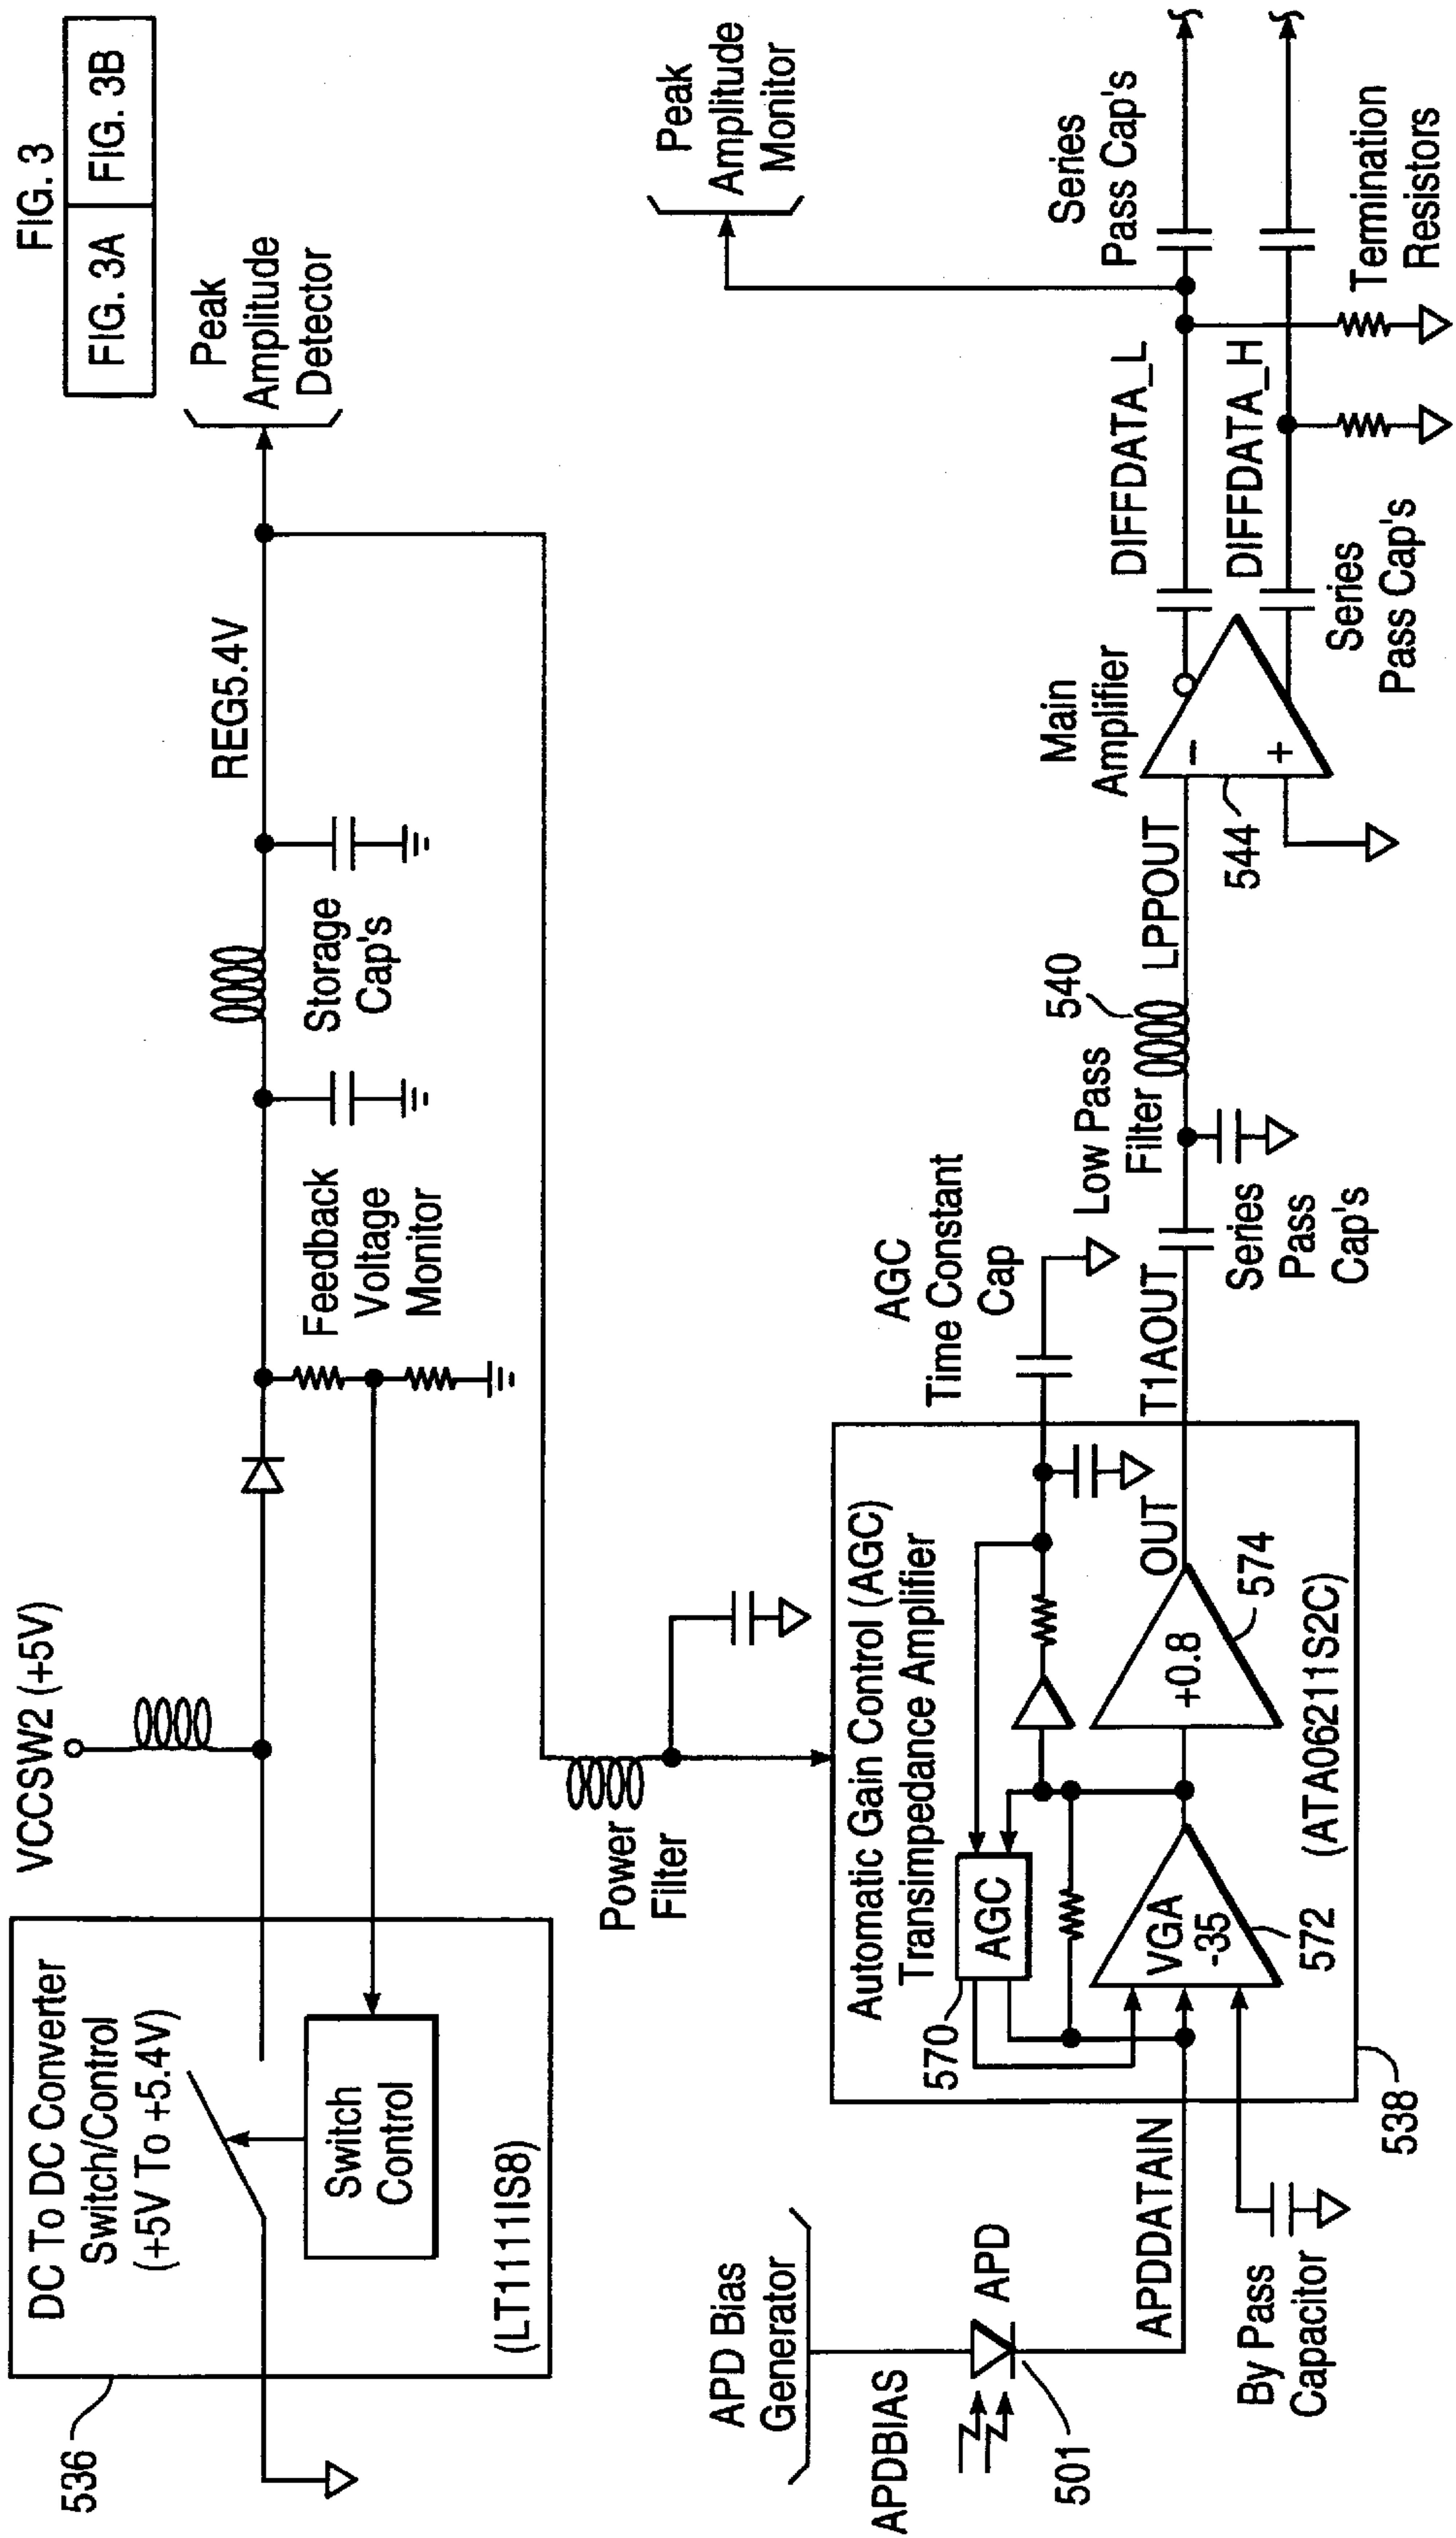 FIG. 3
FIG. 3A
FIG. 3B
536
DC To DC Converter
Switch/Control
(+5V To +5.4V)
Switch
Control
(LT1111IS8)
VCCSW2 (+5V)
Feedback
Voltage
Monitor
Storage
Cap's
REG5.4V
Peak
Amplitude
Detector
Power
Filter
APD Bias
Generator
APDBIAS
501
APD
APDDATAIN
By Pass
Capacitor
538
Automatic Gain Control (AGC)
Transimpedance Amplifier
570
AGC
VGA
-35
572
+0.8
574
OUT
(ATA06211S2C)
AGC
Time Constant
Cap
T1AOUT
Series
Pass
Cap's
Low Pass
Filter
540
LPPOUT
Main
Amplifier
544
-
+
DIFFDATA_L
DIFFDATA_H
Series
Pass Cap's
Peak
Amplitude
Monitor
Series
Pass Cap's
Termination
Resistors